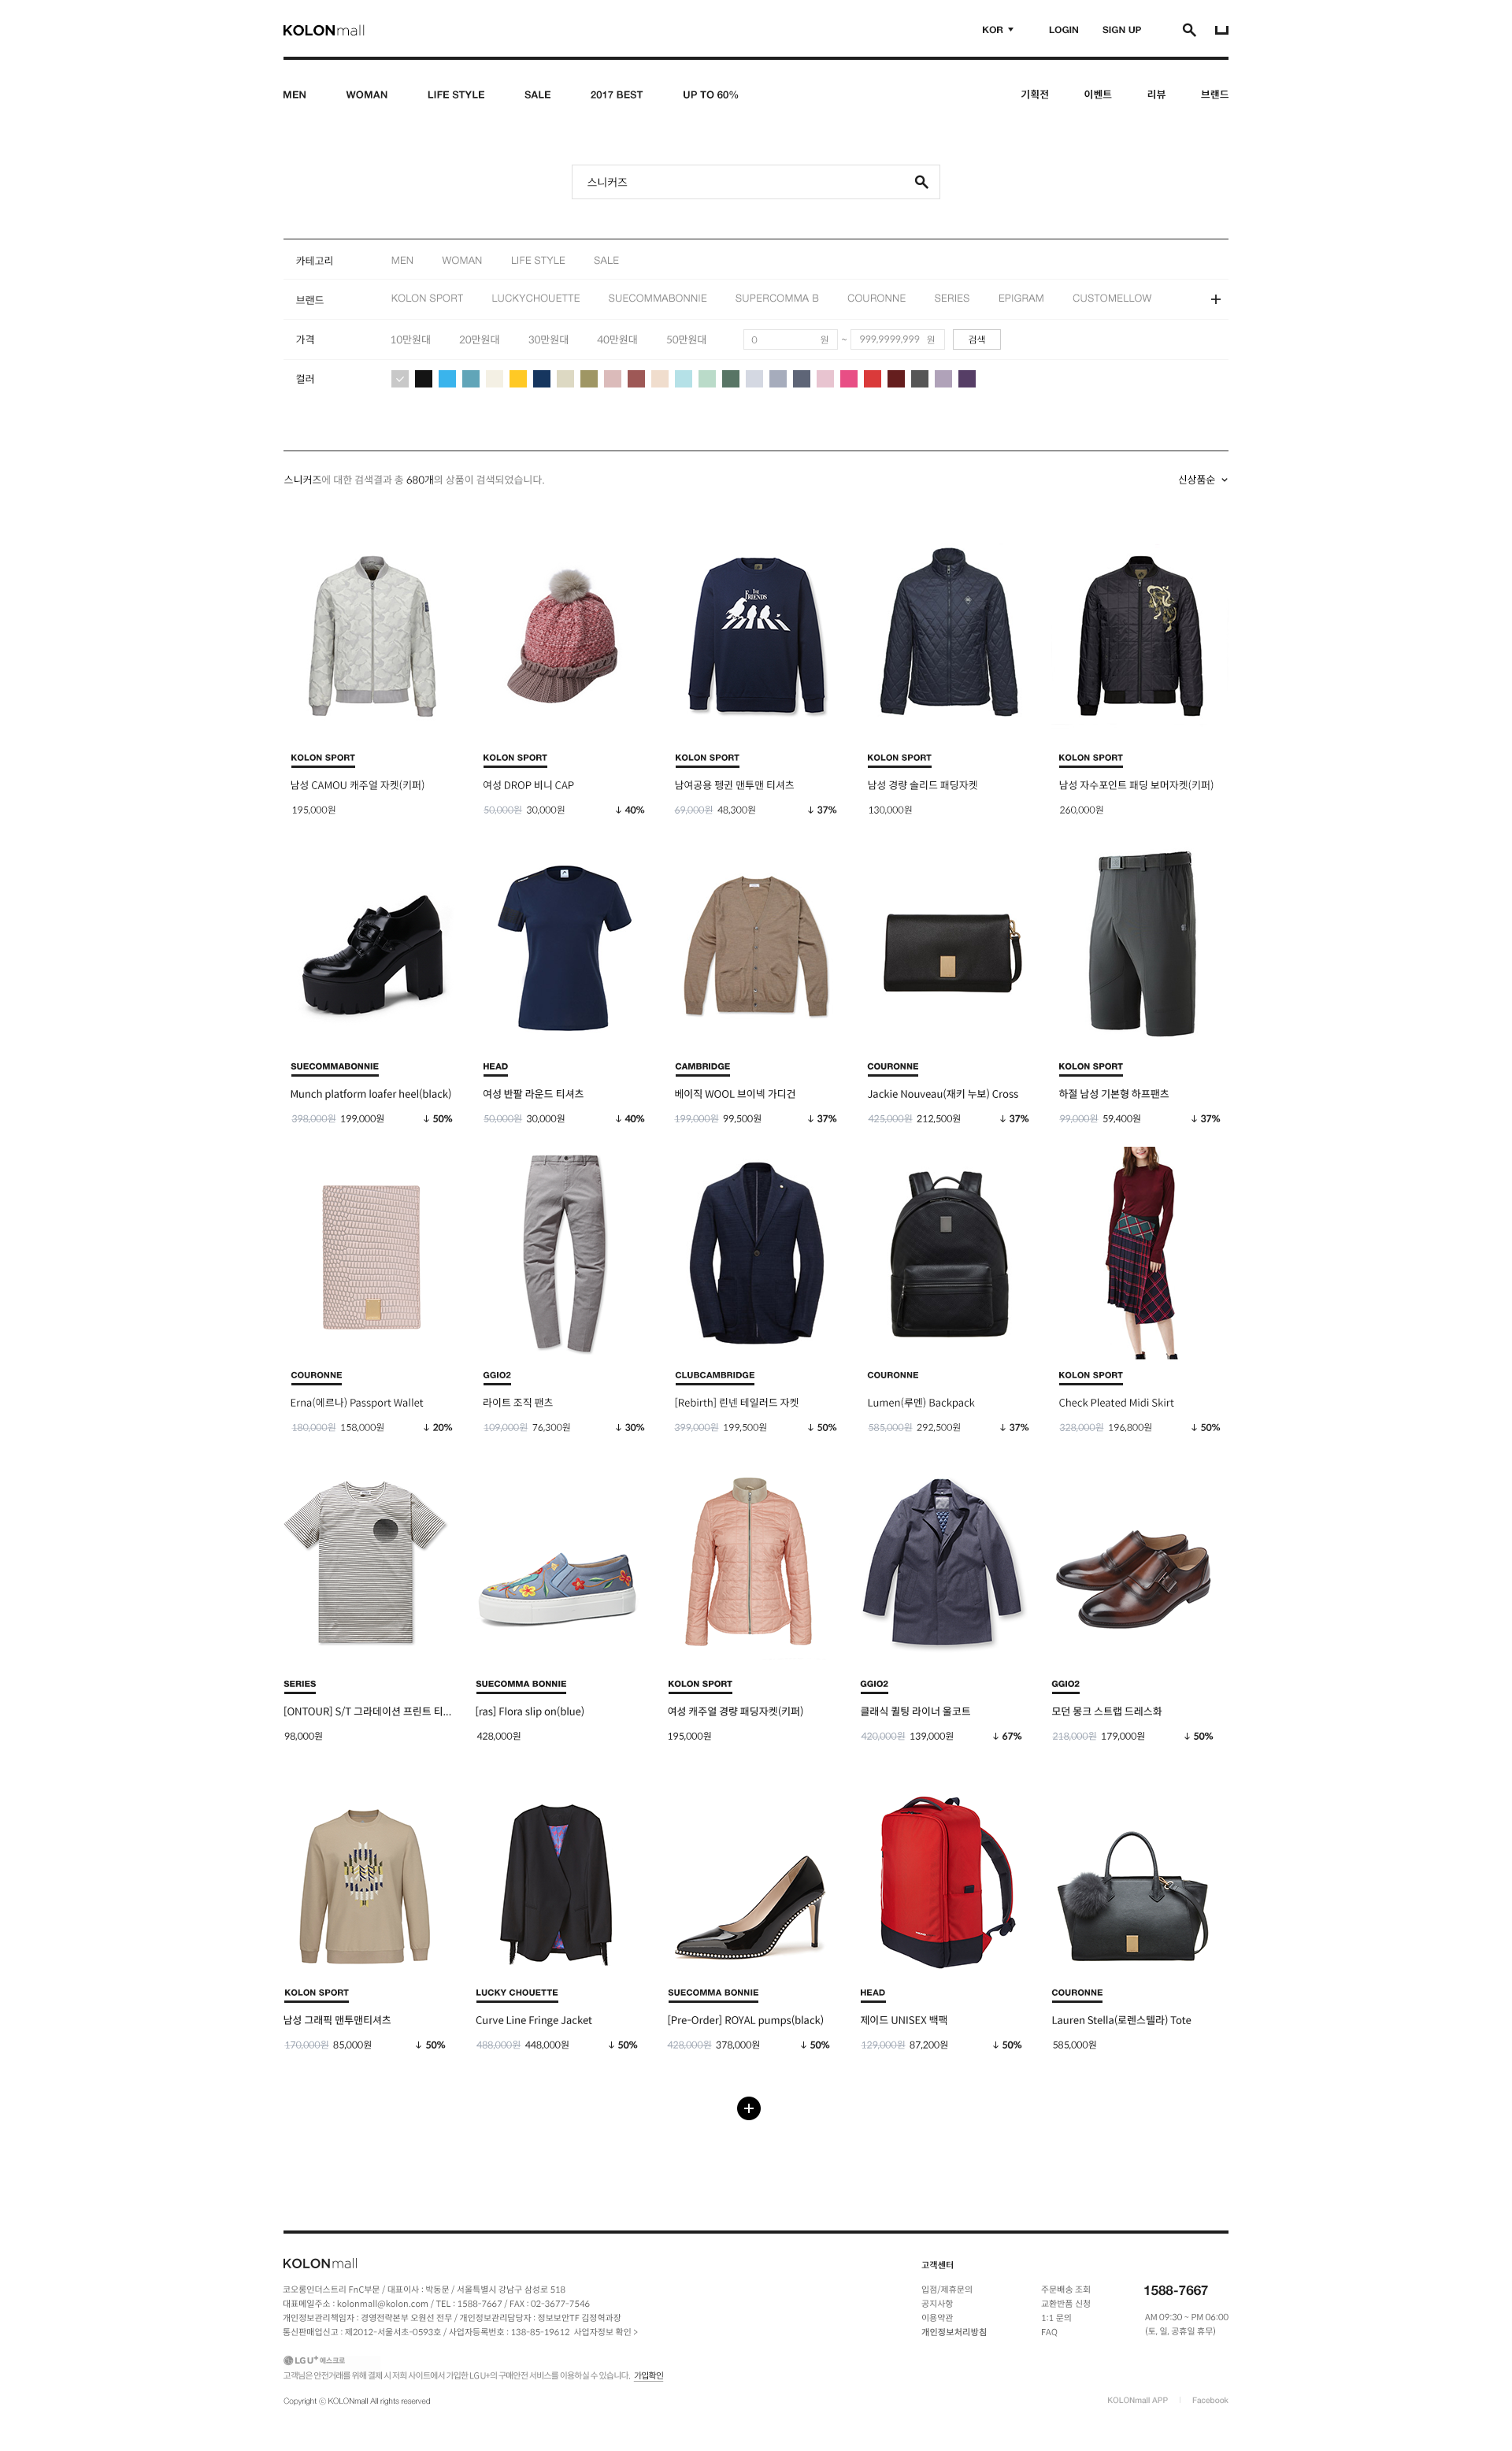 KOLONmall
KOR LOGIN SIGN UP
MEN WOMAN LIFE STYLE SALE 2017 BEST UP TO 60% 기획전 이벤트 리뷰 브랜드
스니커즈
카테고리 MEN WOMAN LIFE STYLE SALE
브랜드 KOLON SPORT LUCKYCHOUETTE SUECOMMABONNIE SUPERCOMMA B COURONNE SERIES EPIGRAM CUSTOMELLOW +
가격 10만원대 20만원대 30만원대 40만원대 50만원대 0 원 ~ 999,9999,999 원 검색
컬러
스니커즈에 대한 검색결과 총 680개의 상품이 검색되었습니다. 신상품순
THE FRIENDS
KOLON SPORT KOLON SPORT KOLON SPORT KOLON SPORT KOLON SPORT
남성 CAMOU 캐주얼 자켓(키퍼) 여성 DROP 비니 CAP 남여공용 팽귄 맨투맨 티셔츠 남성 경량 솔리드 패딩자켓 남성 자수포인트 패딩 보머자켓(키퍼)
195,000원 50,000원 30,000원 ↓ 40% 69,000원 48,300원 ↓ 37% 130,000원 260,000원
SUECOMMABONNIE HEAD CAMBRIDGE COURONNE KOLON SPORT
Munch platform loafer heel(black) 여성 반팔 라운드 티셔츠 베이직 WOOL 브이넥 가디건 Jackie Nouveau(재키 누보) Cross 하절 남성 기본형 하프팬츠
398,000원 199,000원 ↓ 50% 50,000원 30,000원 ↓ 40% 199,000원 99,500원 ↓ 37% 425,000원 212,500원 ↓ 37% 99,000원 59,400원 ↓ 37%
COURONNE GGIO2 CLUBCAMBRIDGE COURONNE KOLON SPORT
Erna(에르나) Passport Wallet 라이트 조직 팬츠 [Rebirth] 린넨 테일러드 자켓 Lumen(루멘) Backpack Check Pleated Midi Skirt
180,000원 158,000원 ↓ 20% 109,000원 76,300원 ↓ 30% 399,000원 199,500원 ↓ 50% 585,000원 292,500원 ↓ 37% 328,000원 196,800원 ↓ 50%
SERIES SUECOMMA BONNIE KOLON SPORT GGIO2 GGIO2
[ONTOUR] S/T 그라데이션 프린트 티... [ras] Flora slip on(blue) 여성 캐주얼 경량 패딩자켓(키퍼) 클래식 퀼팅 라이너 울코트 모던 몽크 스트랩 드레스화
98,000원 428,000원 195,000원 420,000원 139,000원 ↓ 67% 218,000원 179,000원 ↓ 50%
KOLON SPORT LUCKY CHOUETTE SUECOMMA BONNIE HEAD COURONNE
남성 그래픽 맨투맨티셔츠 Curve Line Fringe Jacket [Pre-Order] ROYAL pumps(black) 제이드 UNISEX 백팩 Lauren Stella(로렌스텔라) Tote
170,000원 85,000원 ↓ 50% 488,000원 448,000원 ↓ 50% 428,000원 378,000원 ↓ 50% 129,000원 87,200원 ↓ 50% 585,000원
+
KOLONmall 고객센터
코오롱인더스트리 FnC부문 / 대표이사 : 박동문 / 서울특별시 강남구 삼성로 518 입점/제휴문의 주문배송 조회 1588-7667
대표메일주소 : kolonmall@kolon.com / TEL : 1588-7667 / FAX : 02-3677-7546 공지사항 교환반품 신청
개인정보관리책임자 : 경영전략본부 오원선 전무 / 개인정보관리담당자 : 정보보안TF 김정혁과장 이용약관 1:1 문의 AM 09:30 ~ PM 06:00
통신판매업신고 : 제2012-서울서초-0593호 / 사업자등록번호 : 138-85-19612 사업자정보 확인 > 개인정보처리방침 FAQ (토, 일, 공휴일 휴무)
LG U+ 에스크로
고객님은 안전거래를 위해 결제 시 저희 사이트에서 가입한 LG U+의 구매안전 서비스를 이용하실 수 있습니다. 가입확인
Copyright ⓒ KOLONmall All rights reserved KOLONmall APP | Facebook